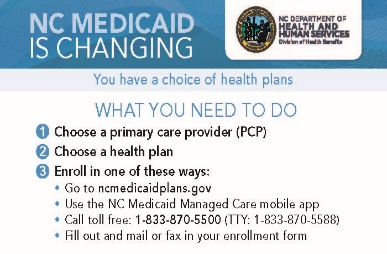 NC MEDICAID
IS CHANGING
NC DEPARTMENT OF
HEALTH AND
HUMAN SERVICES
Division of Health Benefits
You have a choice of health plans
WHAT YOU NEED TO DO
1 Choose a primary care provider (PCP)
2 Choose a health plan
3 Enroll in one of these ways:
• Go to ncmedicaidplans.gov
• Use the NC Medicaid Managed Care mobile app
• Call toll free: 1-833-870-5500 (TTY: 1-833-870-5588)
• Fill out and mail or fax in your enrollment form